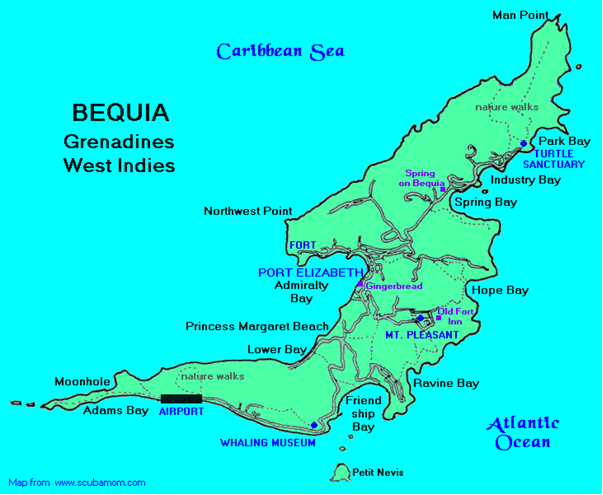 Man Point
Caribbean Sea
BEQUIA
Grenadines
West Indies
nature walks
Park Bay
TURTLE
SANCTUARY
Spring
on Bequia
Industry Bay
Spring Bay
Northwest Point
FORT
PORT ELIZABETH
Admiralty
Bay
Gingerbread
Hope Bay
Old Fort
Inn
Princess Margaret Beach
MT. PLEASANT
Lower Bay
nature walks
Moonhole
Ravine Bay
Adams Bay
AIRPORT
Friend
ship
Bay
WHALING MUSEUM
Atlantic
Ocean
Petit Nevis
Map from www.scubamom.com